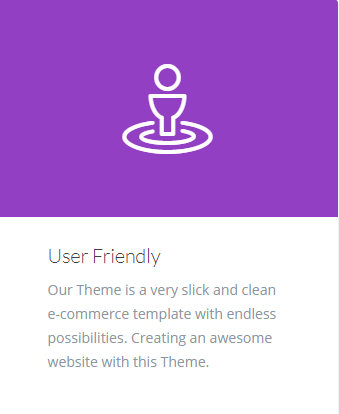 User Friendly
Our Theme is a very slick and clean
e-commerce template with endless
possibilities. Creating an awesome
website with this Theme.